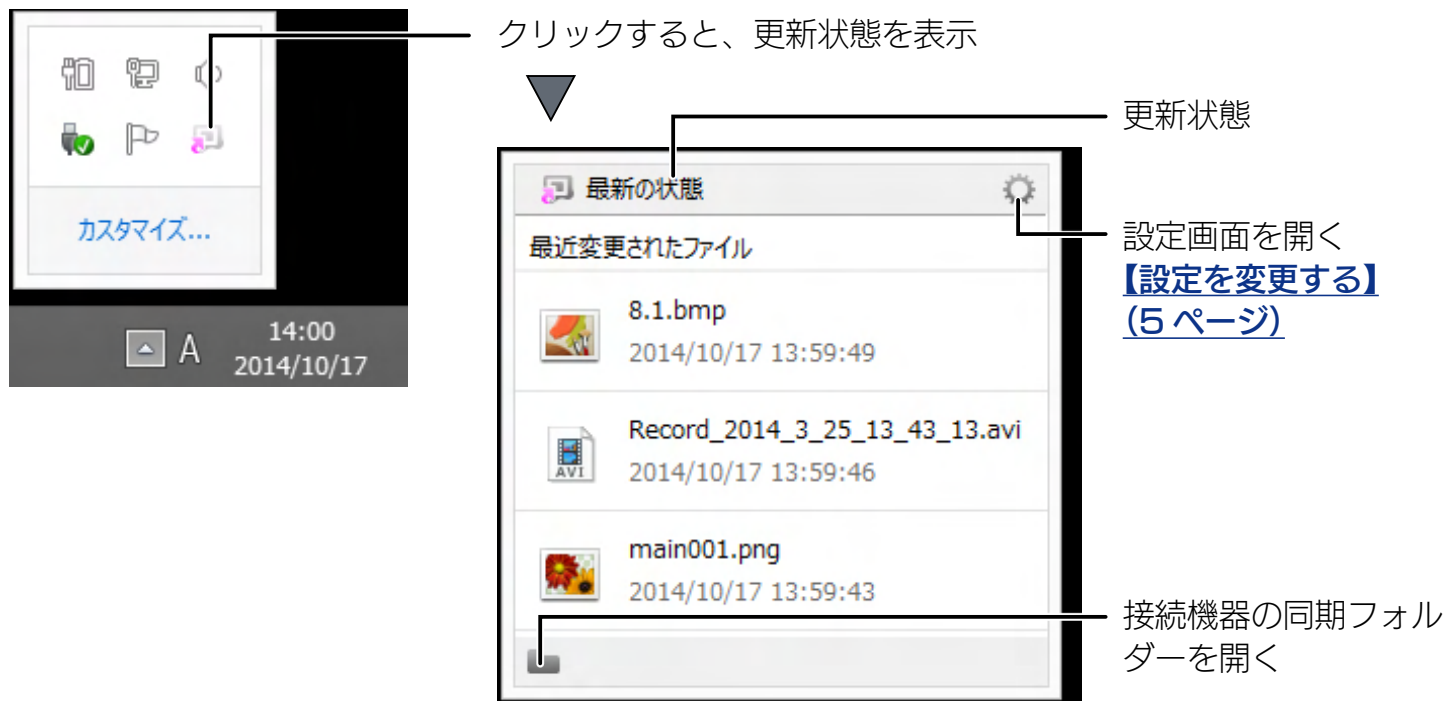 クリックすると、更新状態を表示
カスタマイズ...
A
14:00
2014/10/17
更新状態
最新の状態
設定画面を開く
【設定を変更する】
（5 ページ）
最近変更されたファイル
8.1.bmp
2014/10/17 13:59:49
Record_2014_3_25_13_43_13.avi
AVI
2014/10/17 13:59:46
main001.png
2014/10/17 13:59:43
接続機器の同期フォル
ダーを開く